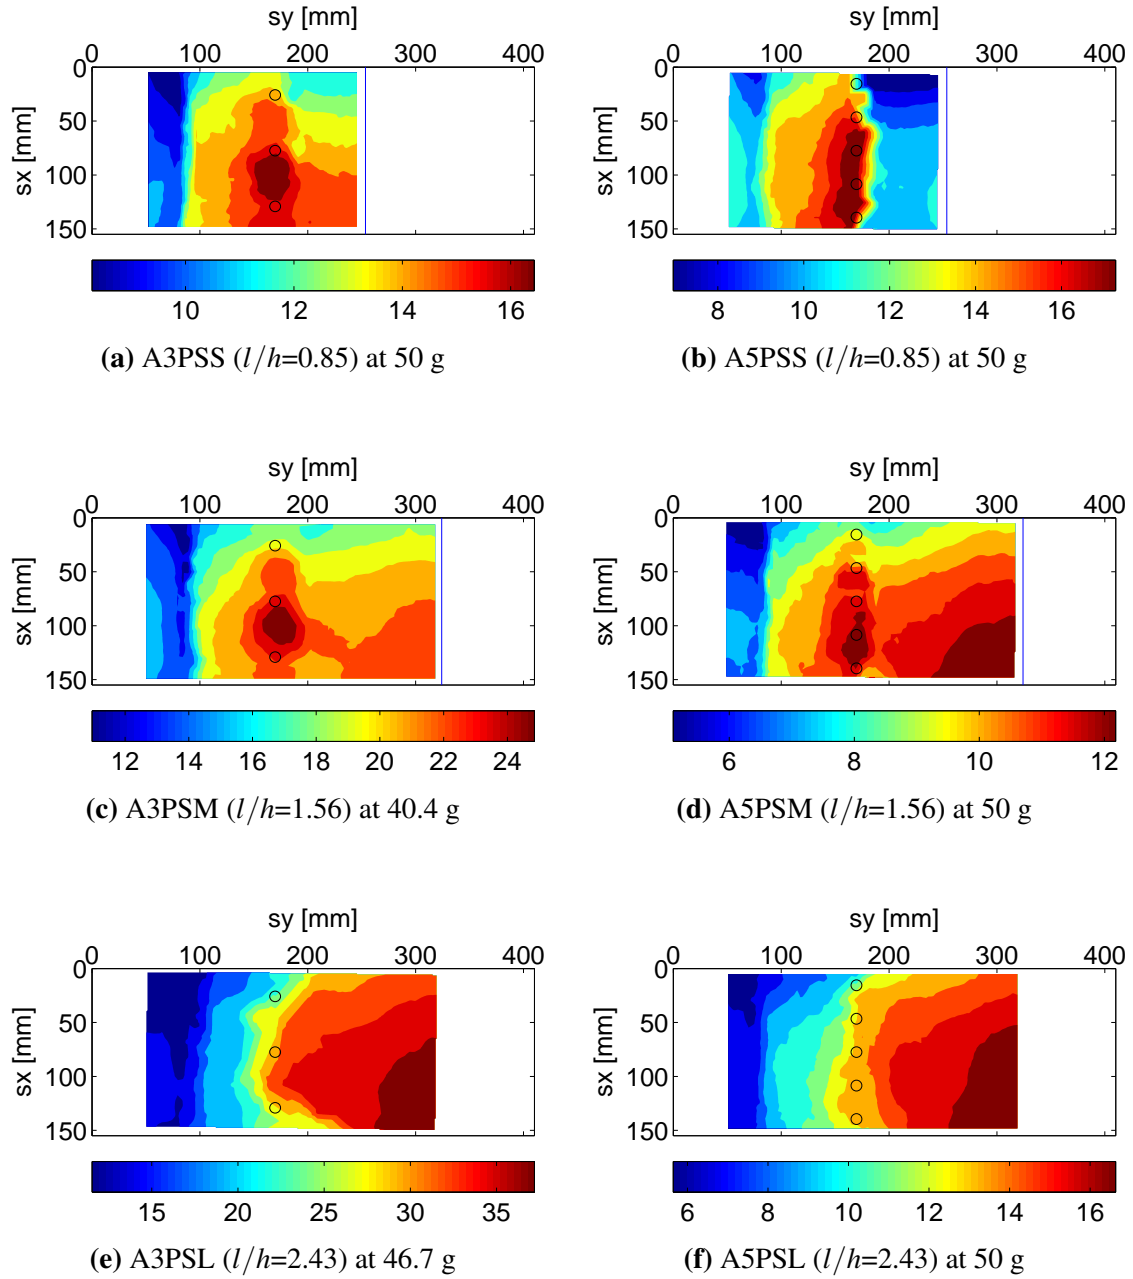 sy [mm]
sy [mm]
0 100 200 300 400
0 100 200 300 400
0
50
100
150
sx [mm]
0
50
100
150
sx [mm]
10 12 14 16
8 10 12 14 16
(a) A3PSS (l/h=0.85) at 50 g
(b) A5PSS (l/h=0.85) at 50 g
sy [mm]
sy [mm]
0 100 200 300 400
0 100 200 300 400
0
50
100
150
sx [mm]
0
50
100
150
sx [mm]
12 14 16 18 20 22 24
6 8 10 12
(c) A3PSM (l/h=1.56) at 40.4 g
(d) A5PSM (l/h=1.56) at 50 g
sy [mm]
sy [mm]
0 100 200 300 400
0 100 200 300 400
0
50
100
150
sx [mm]
0
50
100
150
sx [mm]
15 20 25 30 35
6 8 10 12 14 16
(e) A3PSL (l/h=2.43) at 46.7 g
(f) A5PSL (l/h=2.43) at 50 g